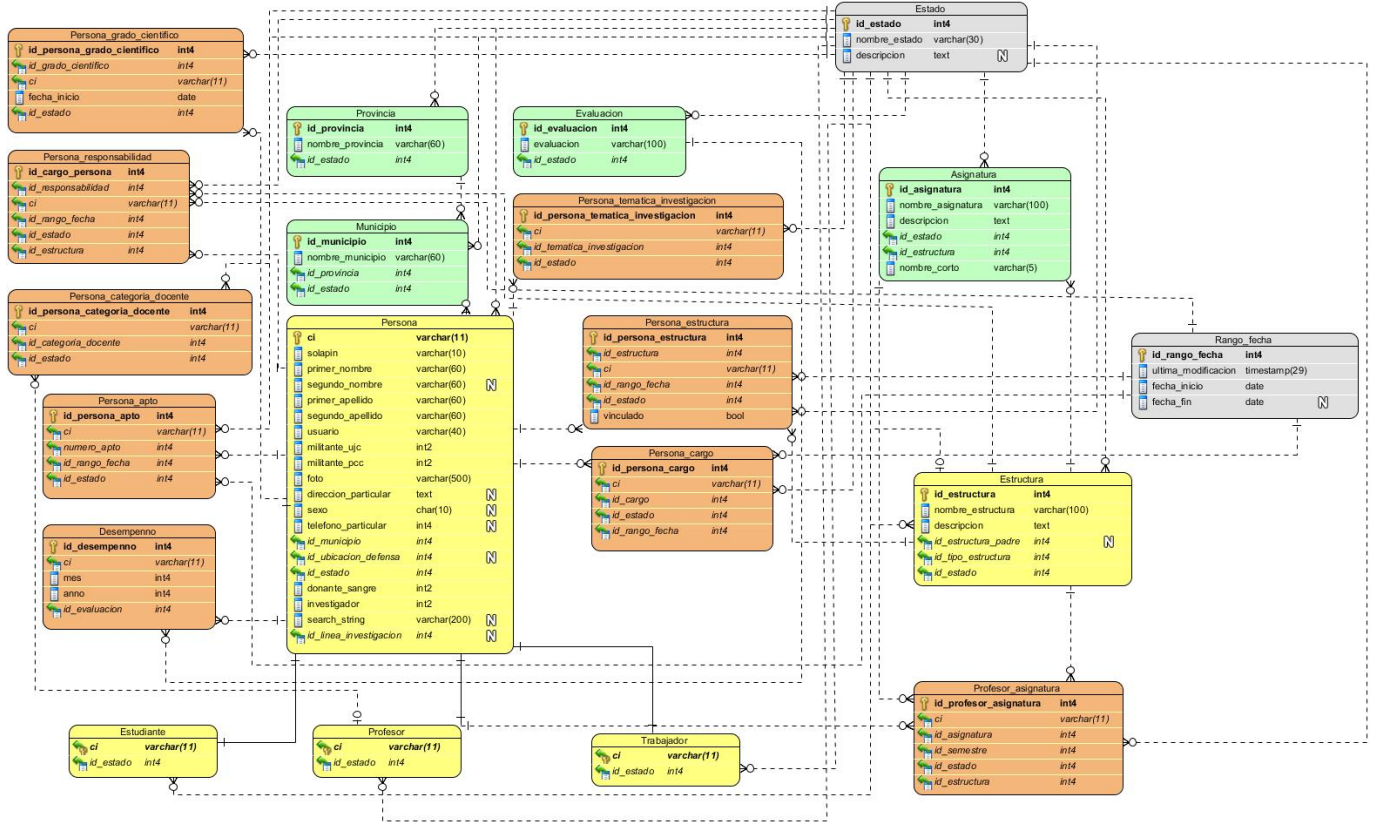 Estado
id_estado int4
nombre_estado varchar(30)
descripcion text N
Persona_grado_cientifico
id_persona_grado_cientifico int4
id_grado_cientifico int4
ci varchar(11)
fecha_inicio date
id_estado int4
Provincia
id_provincia int4
nombre_provincia varchar(60)
id_estado int4
Evaluacion
id_evaluacion int4
evaluacion varchar(100)
id_estado int4
Persona_responsabilidad
id_cargo_persona int4
id_responsabilidad int4
ci varchar(11)
id_rango_fecha int4
id_estado int4
id_estructura int4
Asignatura
id_asignatura int4
nombre_asignatura varchar(100)
descripcion text
id_estado int4
id_estructura int4
nombre_corto varchar(5)
Persona_tematica_investigacion
id_persona_tematica_investigacion int4
ci varchar(11)
id_tematica_investigacion int4
id_estado int4
Municipio
id_municipio int4
nombre_municipio varchar(60)
id_provincia int4
id_estado int4
Persona_categoria_docente
id_persona_categoria_docente int4
ci varchar(11)
id_categoria_docente int4
id_estado int4
Persona
ci varchar(11)
solapin varchar(10)
primer_nombre varchar(60)
segundo_nombre varchar(60) N
primer_apellido varchar(60)
segundo_apellido varchar(60)
usuario varchar(40)
militante_ujc int2
militante_pcc int2
foto varchar(500)
direccion_particular text N
sexo char(10) N
telefono_particular int4 N
id_municipio int4
id_ubicacion_defensa int4 N
id_estado int4
donante_sangre int2
investigador int2
search_string varchar(200) N
id_linea_investigacion int4 N
Persona_estructura
id_persona_estructura int4
id_estructura int4
ci varchar(11)
id_rango_fecha int4
id_estado int4
vinculado bool
Rango_fecha
id_rango_fecha int4
ultima_modificacion timestamp(29)
fecha_inicio date
fecha_fin date N
Persona_apto
id_persona_apto int4
ci varchar(11)
numero_apto int4
id_rango_fecha int4
id_estado int4
Persona_cargo
id_persona_cargo int4
ci varchar(11)
id_cargo int4
id_estado int4
id_rango_fecha int4
Estructura
id_estructura int4
nombre_estructura varchar(100)
descripcion text
id_estructura_padre int4 N
id_tipo_estructura int4
id_estado int4
Desempenno
id_desempenno int4
ci varchar(11)
mes int4
anno int4
id_evaluacion int4
Profesor_asignatura
id_profesor_asignatura int4
ci varchar(11)
id_asignatura int4
id_semestre int4
id_estado int4
id_estructura int4
Estudiante
ci varchar(11)
id_estado int4
Profesor
ci varchar(11)
id_estado int4
Trabajador
ci varchar(11)
id_estado int4